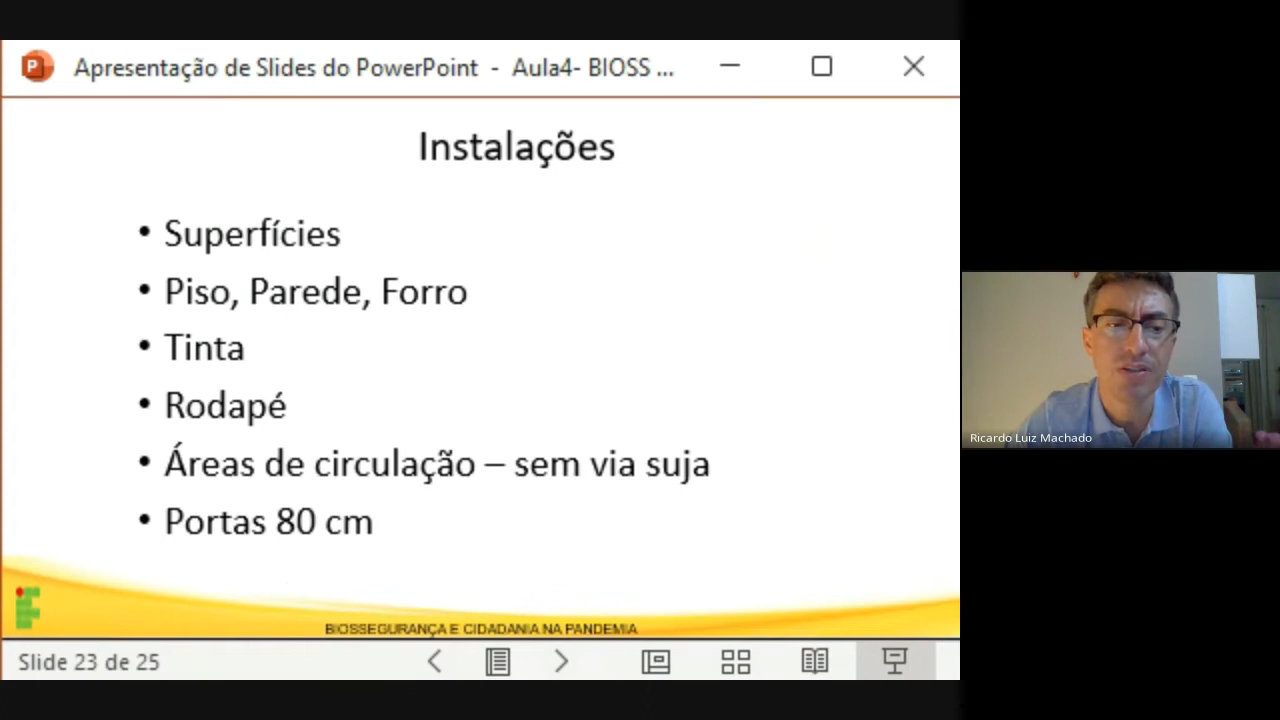 Apresentação de Slides do PowerPoint - Aula4- BIOSS ...
Instalações
• Superfícies
• Piso, Parede, Forro
• Tinta
• Rodapé
• Áreas de circulação – sem via suja
• Portas 80 cm
BIOSSEGURANÇA E CIDADANIA NA PANDEMIA
Slide 23 de 25
Ricardo Luiz Machado